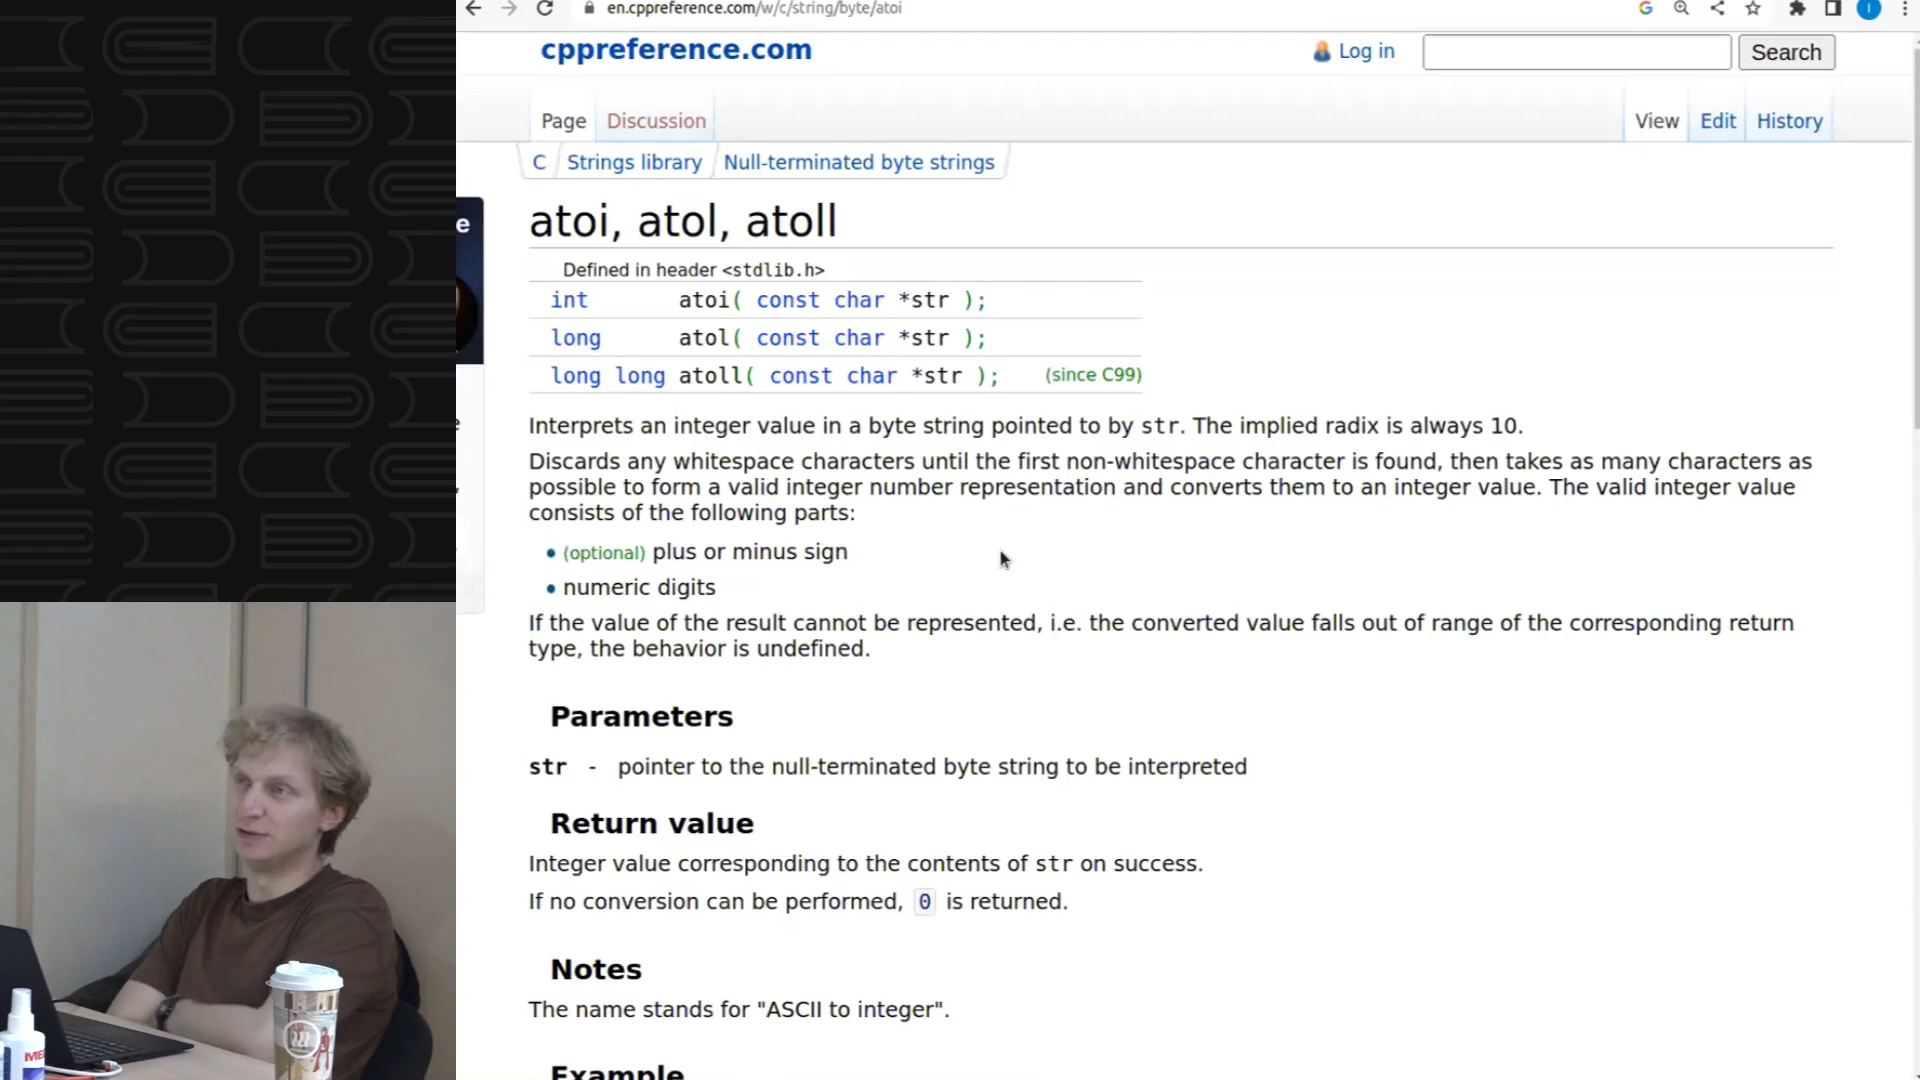 en.cppreference.com/w/c/string/byte/atoi
cppreference.com
Log in
Search
Page
Discussion
View
Edit
History
C
Strings library
Null-terminated byte strings
e
atoi, atol, atoll
Defined in header <stdlib.h>
int atoi( const char *str );
long atol( const char *str );
long long atoll( const char *str ); (since C99)
Interprets an integer value in a byte string pointed to by str. The implied radix is always 10.
Discards any whitespace characters until the first non-whitespace character is found, then takes as many characters as
possible to form a valid integer number representation and converts them to an integer value. The valid integer value
consists of the following parts:
• (optional) plus or minus sign
• numeric digits
If the value of the result cannot be represented, i.e. the converted value falls out of range of the corresponding return
type, the behavior is undefined.
Parameters
str - pointer to the null-terminated byte string to be interpreted
Return value
Integer value corresponding to the contents of str on success.
If no conversion can be performed, 0 is returned.
Notes
The name stands for "ASCII to integer".
Example